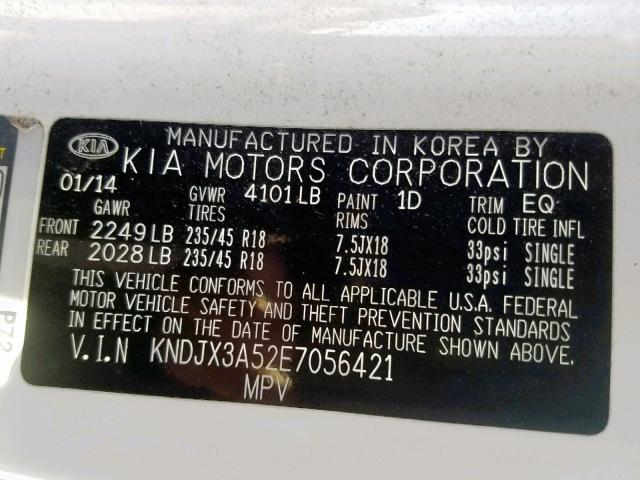 KIA MANUFACTURED IN KOREA BY
KIA MOTORS CORPORATION
01/14 GVWR 4101LB PAINT 1D TRIM EQ
GAWR TIRES RIMS COLD TIRE INFL
FRONT 2249LB 235/45 R18 7.5JX18 33psi SINGLE
REAR 2028LB 235/45 R18 7.5JX18 33psi SINGLE
THIS VEHICLE CONFORMS TO ALL APPLICABLE U.S.A. FEDERAL
MOTOR VEHICLE SAFETY AND THEFT PREVENTION STANDARDS
IN EFFECT ON THE DATE OF MANUFACTURE SHOWN ABOVE.
V.I.N KNDJX3A52E7056421
MPV